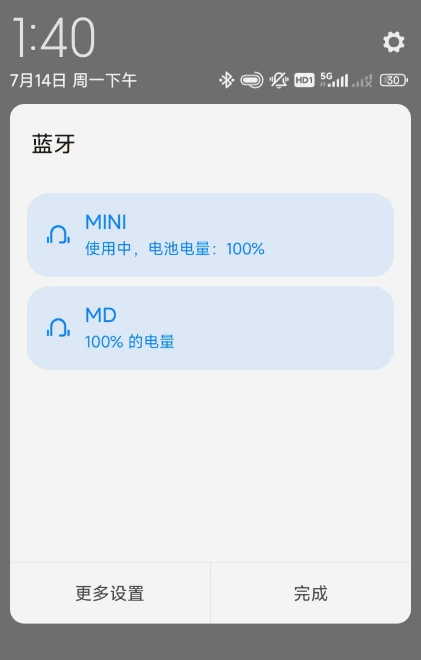 1:40
7月14日 周一下午
HD1 5G 30
蓝牙
MINI
使用中，电池电量：100%
MD
100% 的电量
更多设置 完成